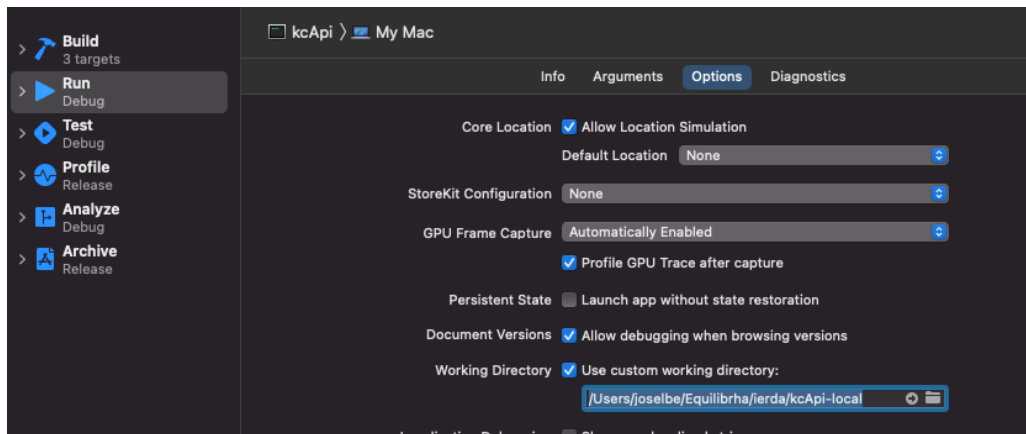 kcApi 〉 My Mac
Build
3 targets
Run
Debug
Test
Debug
Profile
Release
Analyze
Debug
Archive
Release
Info Arguments Options Diagnostics
Core Location Allow Location Simulation
Default Location None
StoreKit Configuration None
GPU Frame Capture Automatically Enabled
Profile GPU Trace after capture
Persistent State Launch app without state restoration
Document Versions Allow debugging when browsing versions
Working Directory Use custom working directory:
/Users/joselbe/Equilibrha/ierda/kcApi-local